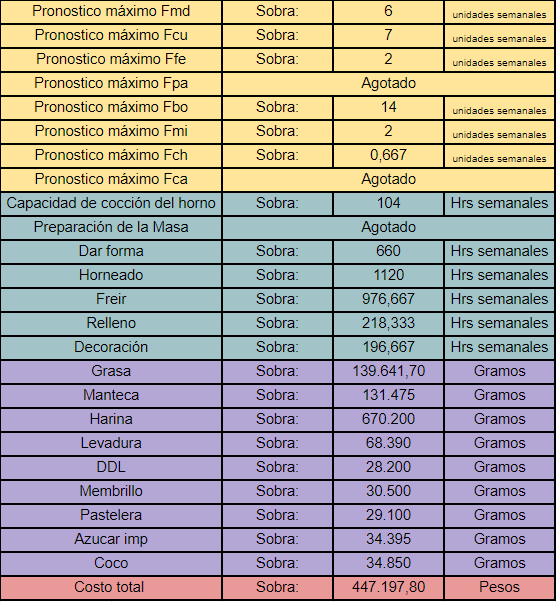 Pronostico máximo Fmd Sobra: 6 unidades semanales
Pronostico máximo Fcu Sobra: 7 unidades semanales
Pronostico máximo Ffe Sobra: 2 unidades semanales
Pronostico máximo Fpa Agotado
Pronostico máximo Fbo Sobra: 14 unidades semanales
Pronostico máximo Fmi Sobra: 2 unidades semanales
Pronostico máximo Fch Sobra: 0,667 unidades semanales
Pronostico máximo Fca Agotado
Capacidad de cocción del horno Sobra: 104 Hrs semanales
Preparación de la Masa Agotado
Dar forma Sobra: 660 Hrs semanales
Horneado Sobra: 1120 Hrs semanales
Freir Sobra: 976,667 Hrs semanales
Relleno Sobra: 218,333 Hrs semanales
Decoración Sobra: 196,667 Hrs semanales
Grasa Sobra: 139.641,70 Gramos
Manteca Sobra: 131.475 Gramos
Harina Sobra: 670.200 Gramos
Levadura Sobra: 68.390 Gramos
DDL Sobra: 28.200 Gramos
Membrillo Sobra: 30.500 Gramos
Pastelera Sobra: 29.100 Gramos
Azucar imp Sobra: 34.395 Gramos
Coco Sobra: 34.850 Gramos
Costo total Sobra: 447.197,80 Pesos